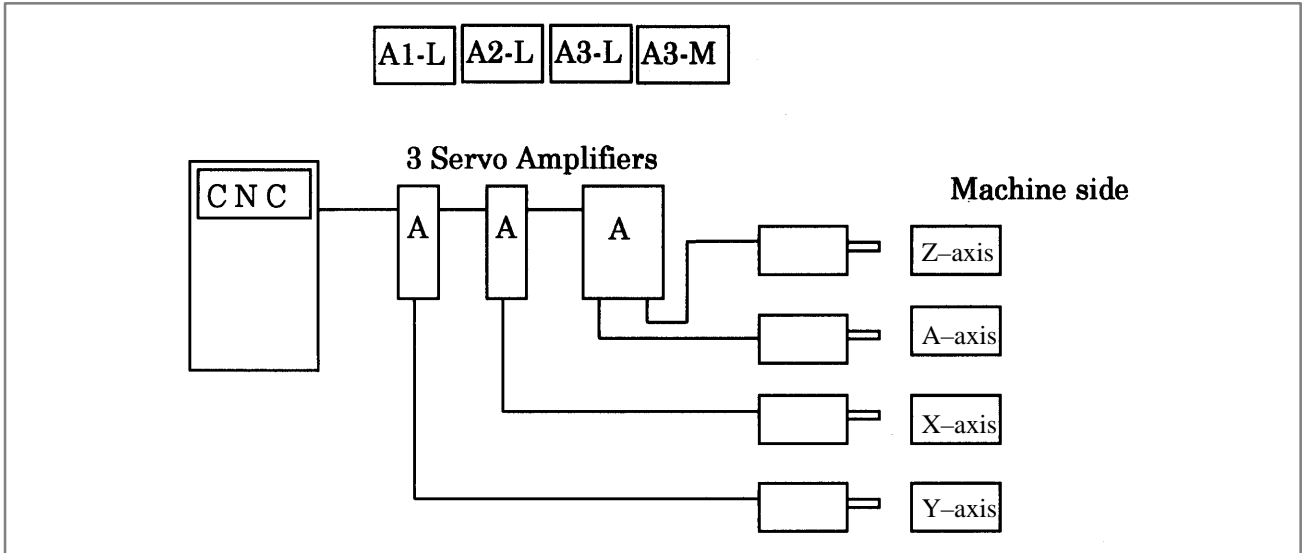 A1-L A2-L A3-L A3-M
3 Servo Amplifiers
CNC
Machine side
A A A
Z–axis
A–axis
X–axis
Y–axis